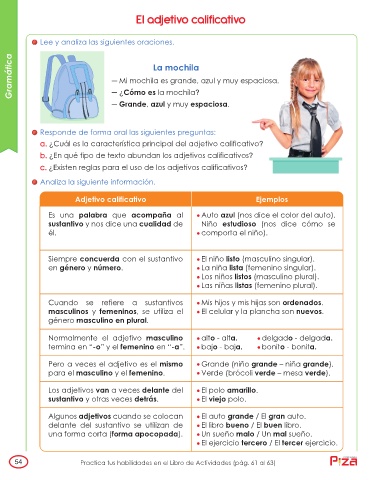 El adjetivo calificativo
Gramática
Lee y analiza las siguientes oraciones.
La mochila
— Mi mochila es grande, azul y muy espaciosa.
— ¿Cómo es la mochila?
— Grande, azul y muy espaciosa.
Responde de forma oral las siguientes preguntas:
a. ¿Cuál es la característica principal del adjetivo calificativo?
b. ¿En qué tipo de texto abundan los adjetivos calificativos?
c. ¿Existen reglas para el uso de los adjetivos calificativos?
Analiza la siguiente información.
Adjetivo calificativo Ejemplos
Es una palabra que acompaña al
sustantivo y nos dice una cualidad de
él.
• Auto azul (nos dice el color del auto).
Niño estudioso (nos dice cómo se
• comporta el niño).
Siempre concuerda con el sustantivo
en género y número.
• El niño listo (masculino singular).
• La niña lista (femenino singular).
• Los niños listos (masculino plural).
• Las niñas listas (femenino plural).
Cuando se refiere a sustantivos
masculinos y femeninos, se utiliza el
género masculino en plural.
• Mis hijos y mis hijas son ordenados.
• El celular y la plancha son nuevos.
Normalmente el adjetivo masculino
termina en “-o” y el femenino en “-a”.
• alto - alta. • delgado - delgada.
• bajo - baja. • bonito - bonita.
Pero a veces el adjetivo es el mismo
para el masculino y el femenino.
• Grande (niño grande – niña grande).
• Verde (brócoli verde – mesa verde).
Los adjetivos van a veces delante del
sustantivo y otras veces detrás.
• El polo amarillo.
• El viejo polo.
Algunos adjetivos cuando se colocan
delante del sustantivo se utilizan de
una forma corta (forma apocopada).
• El auto grande / El gran auto.
• El libro bueno / El buen libro.
• Un sueño malo / Un mal sueño.
• El ejercicio tercero / El tercer ejercicio.
54
Practica tus habilidades en el Libro de Actividades (pág. 61 al 63)